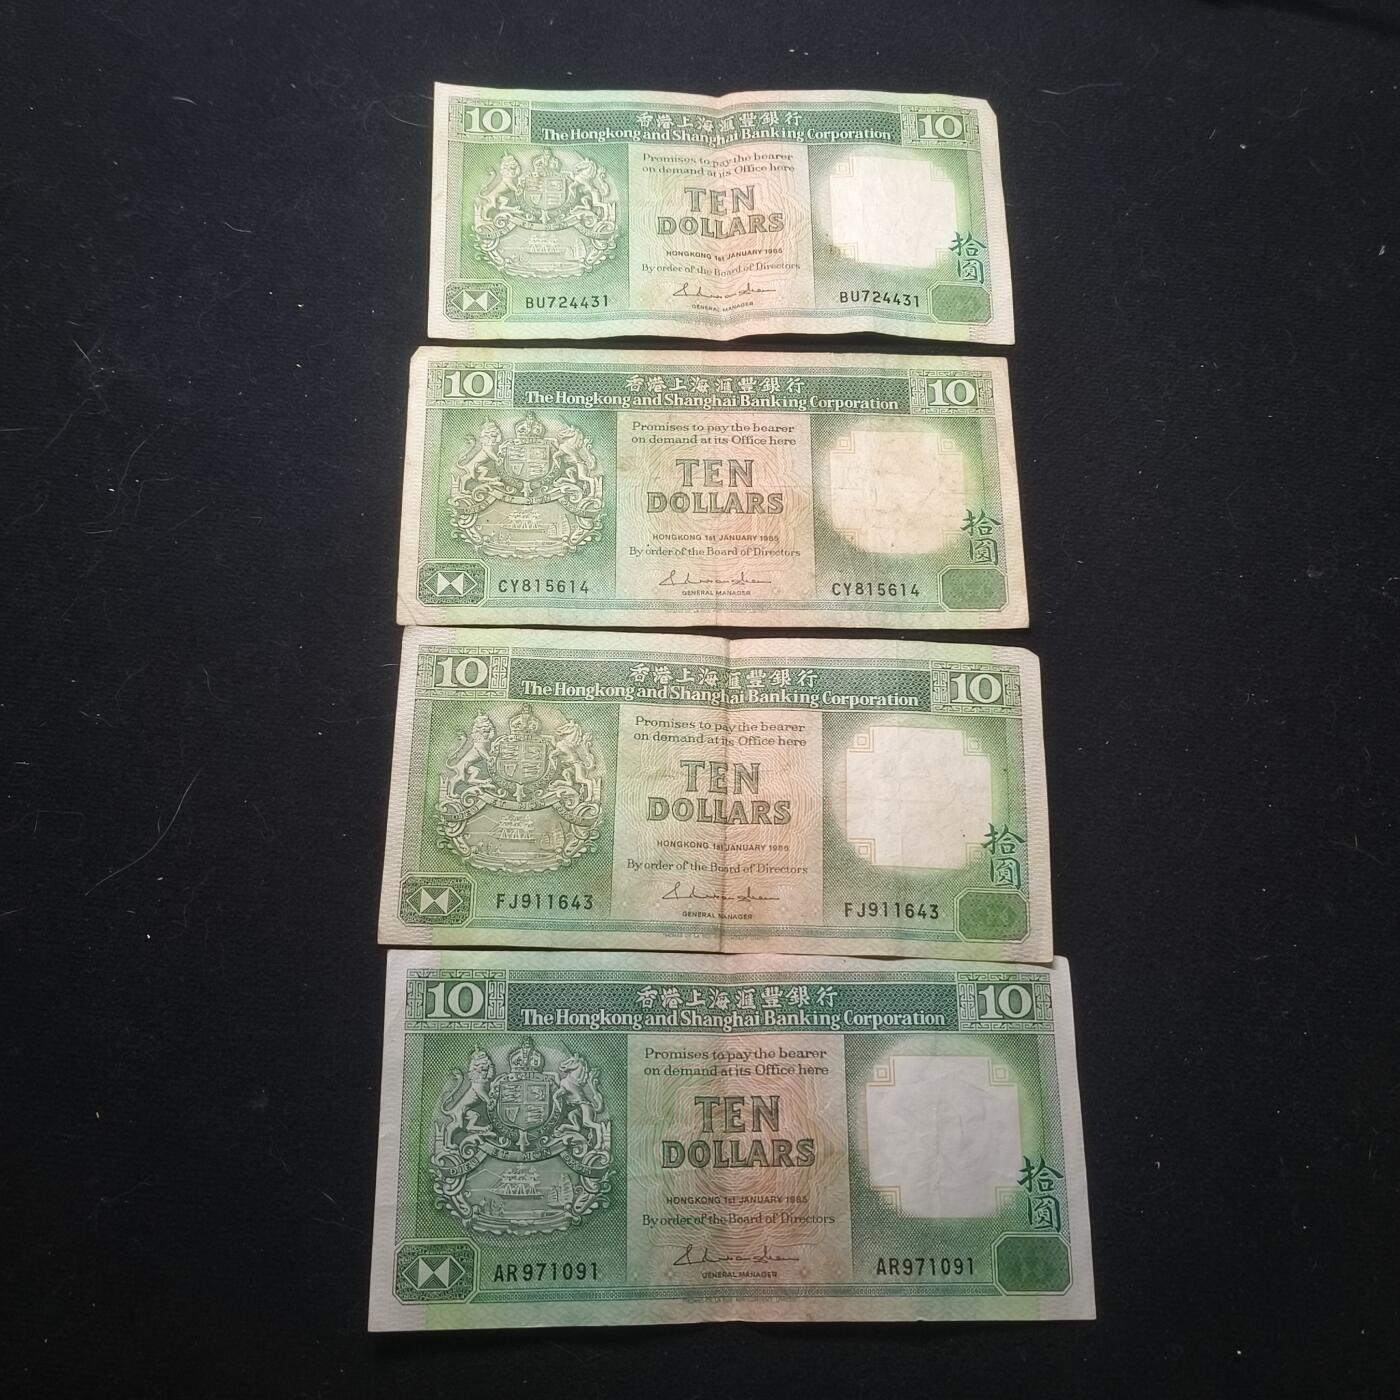 10 香港上海滙豐銀行 10
The Hongkong and Shanghai Banking Corporation
Promises to pay the bearer
on demand at its Office here
TEN
DOLLARS
HONGKONG 1st JANUARY 1985
By order of the Board of Directors
拾圓
GENERAL MANAGER
BU724431 BU724431
10 香港上海滙豐銀行 10
The Hongkong and Shanghai Banking Corporation
Promises to pay the bearer
on demand at its Office here
TEN
DOLLARS
HONGKONG 1st JANUARY 1985
By order of the Board of Directors
拾圓
CY815614 CY815614
GENERAL MANAGER
10 香港上海滙豐銀行 10
The Hongkong and Shanghai Banking Corporation
Promises to pay the bearer
on demand at its Office here
TEN
DOLLARS
HONGKONG 1st JANUARY 1986
By order of the Board of Directors
拾圓
FJ911643 FJ911643
GENERAL MANAGER
10 香港上海滙豐銀行 10
The Hongkong and Shanghai Banking Corporation
Promises to pay the bearer
on demand at its Office here
TEN
DOLLARS
HONGKONG 1st JANUARY 1985
By order of the Board of Directors
拾圓
AR971091 AR971091
GENERAL MANAGER